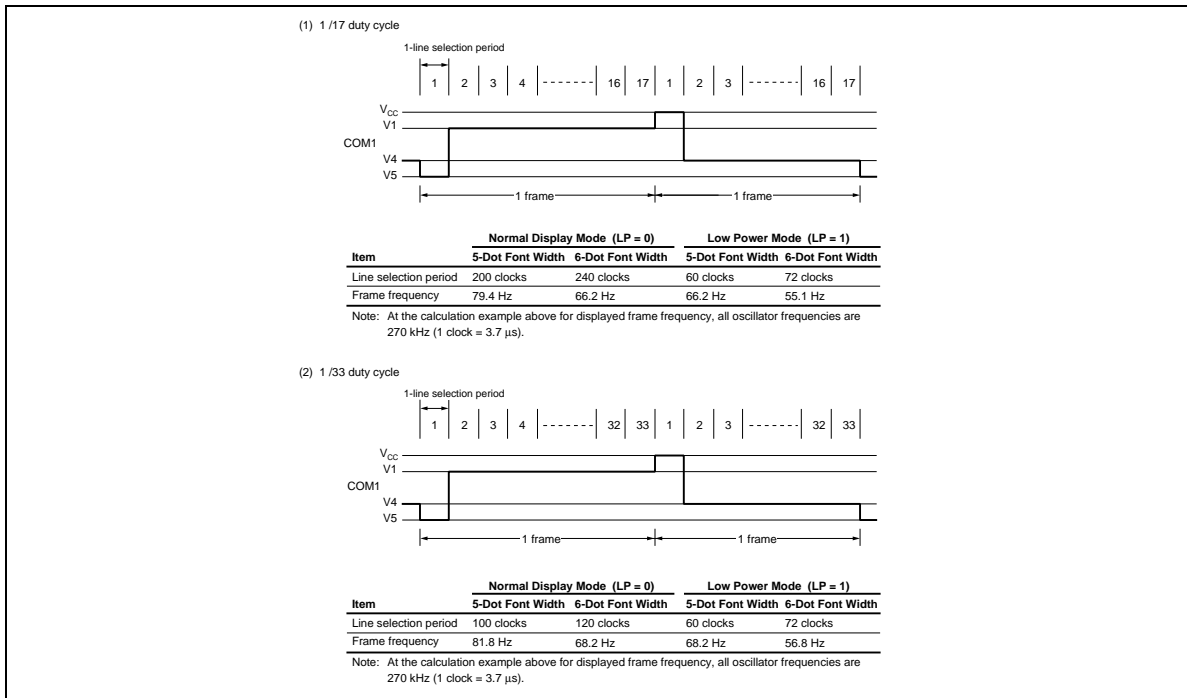 (1) 1 /17 duty cycle
1-line selection period
1 2 3 4 16 17 1 2 3 16 17
VCC
V1
COM1
V4
V5
1 frame 1 frame
Normal Display Mode (LP = 0) Low Power Mode (LP = 1)
Item 5-Dot Font Width 6-Dot Font Width 5-Dot Font Width 6-Dot Font Width
Line selection period 200 clocks 240 clocks 60 clocks 72 clocks
Frame frequency 79.4 Hz 66.2 Hz 66.2 Hz 55.1 Hz
Note: At the calculation example above for displayed frame frequency, all oscillator frequencies are
270 kHz (1 clock = 3.7 μs).
(2) 1 /33 duty cycle
1-line selection period
1 2 3 4 32 33 1 2 3 32 33
VCC
V1
COM1
V4
V5
1 frame 1 frame
Normal Display Mode (LP = 0) Low Power Mode (LP = 1)
Item 5-Dot Font Width 6-Dot Font Width 5-Dot Font Width 6-Dot Font Width
Line selection period 100 clocks 120 clocks 60 clocks 72 clocks
Frame frequency 81.8 Hz 68.2 Hz 68.2 Hz 56.8 Hz
Note: At the calculation example above for displayed frame frequency, all oscillator frequencies are
270 kHz (1 clock = 3.7 μs).